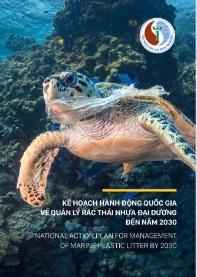 KẾ HOẠCH HÀNH ĐỘNG QUỐC GIA
VỀ QUẢN LÝ RÁC THẢI NHỰA ĐẠI DƯƠNG
ĐẾN NĂM 2030
NATIONAL ACTION PLAN FOR MANAGEMENT
OF MARINE PLASTIC LITTER BY 2030